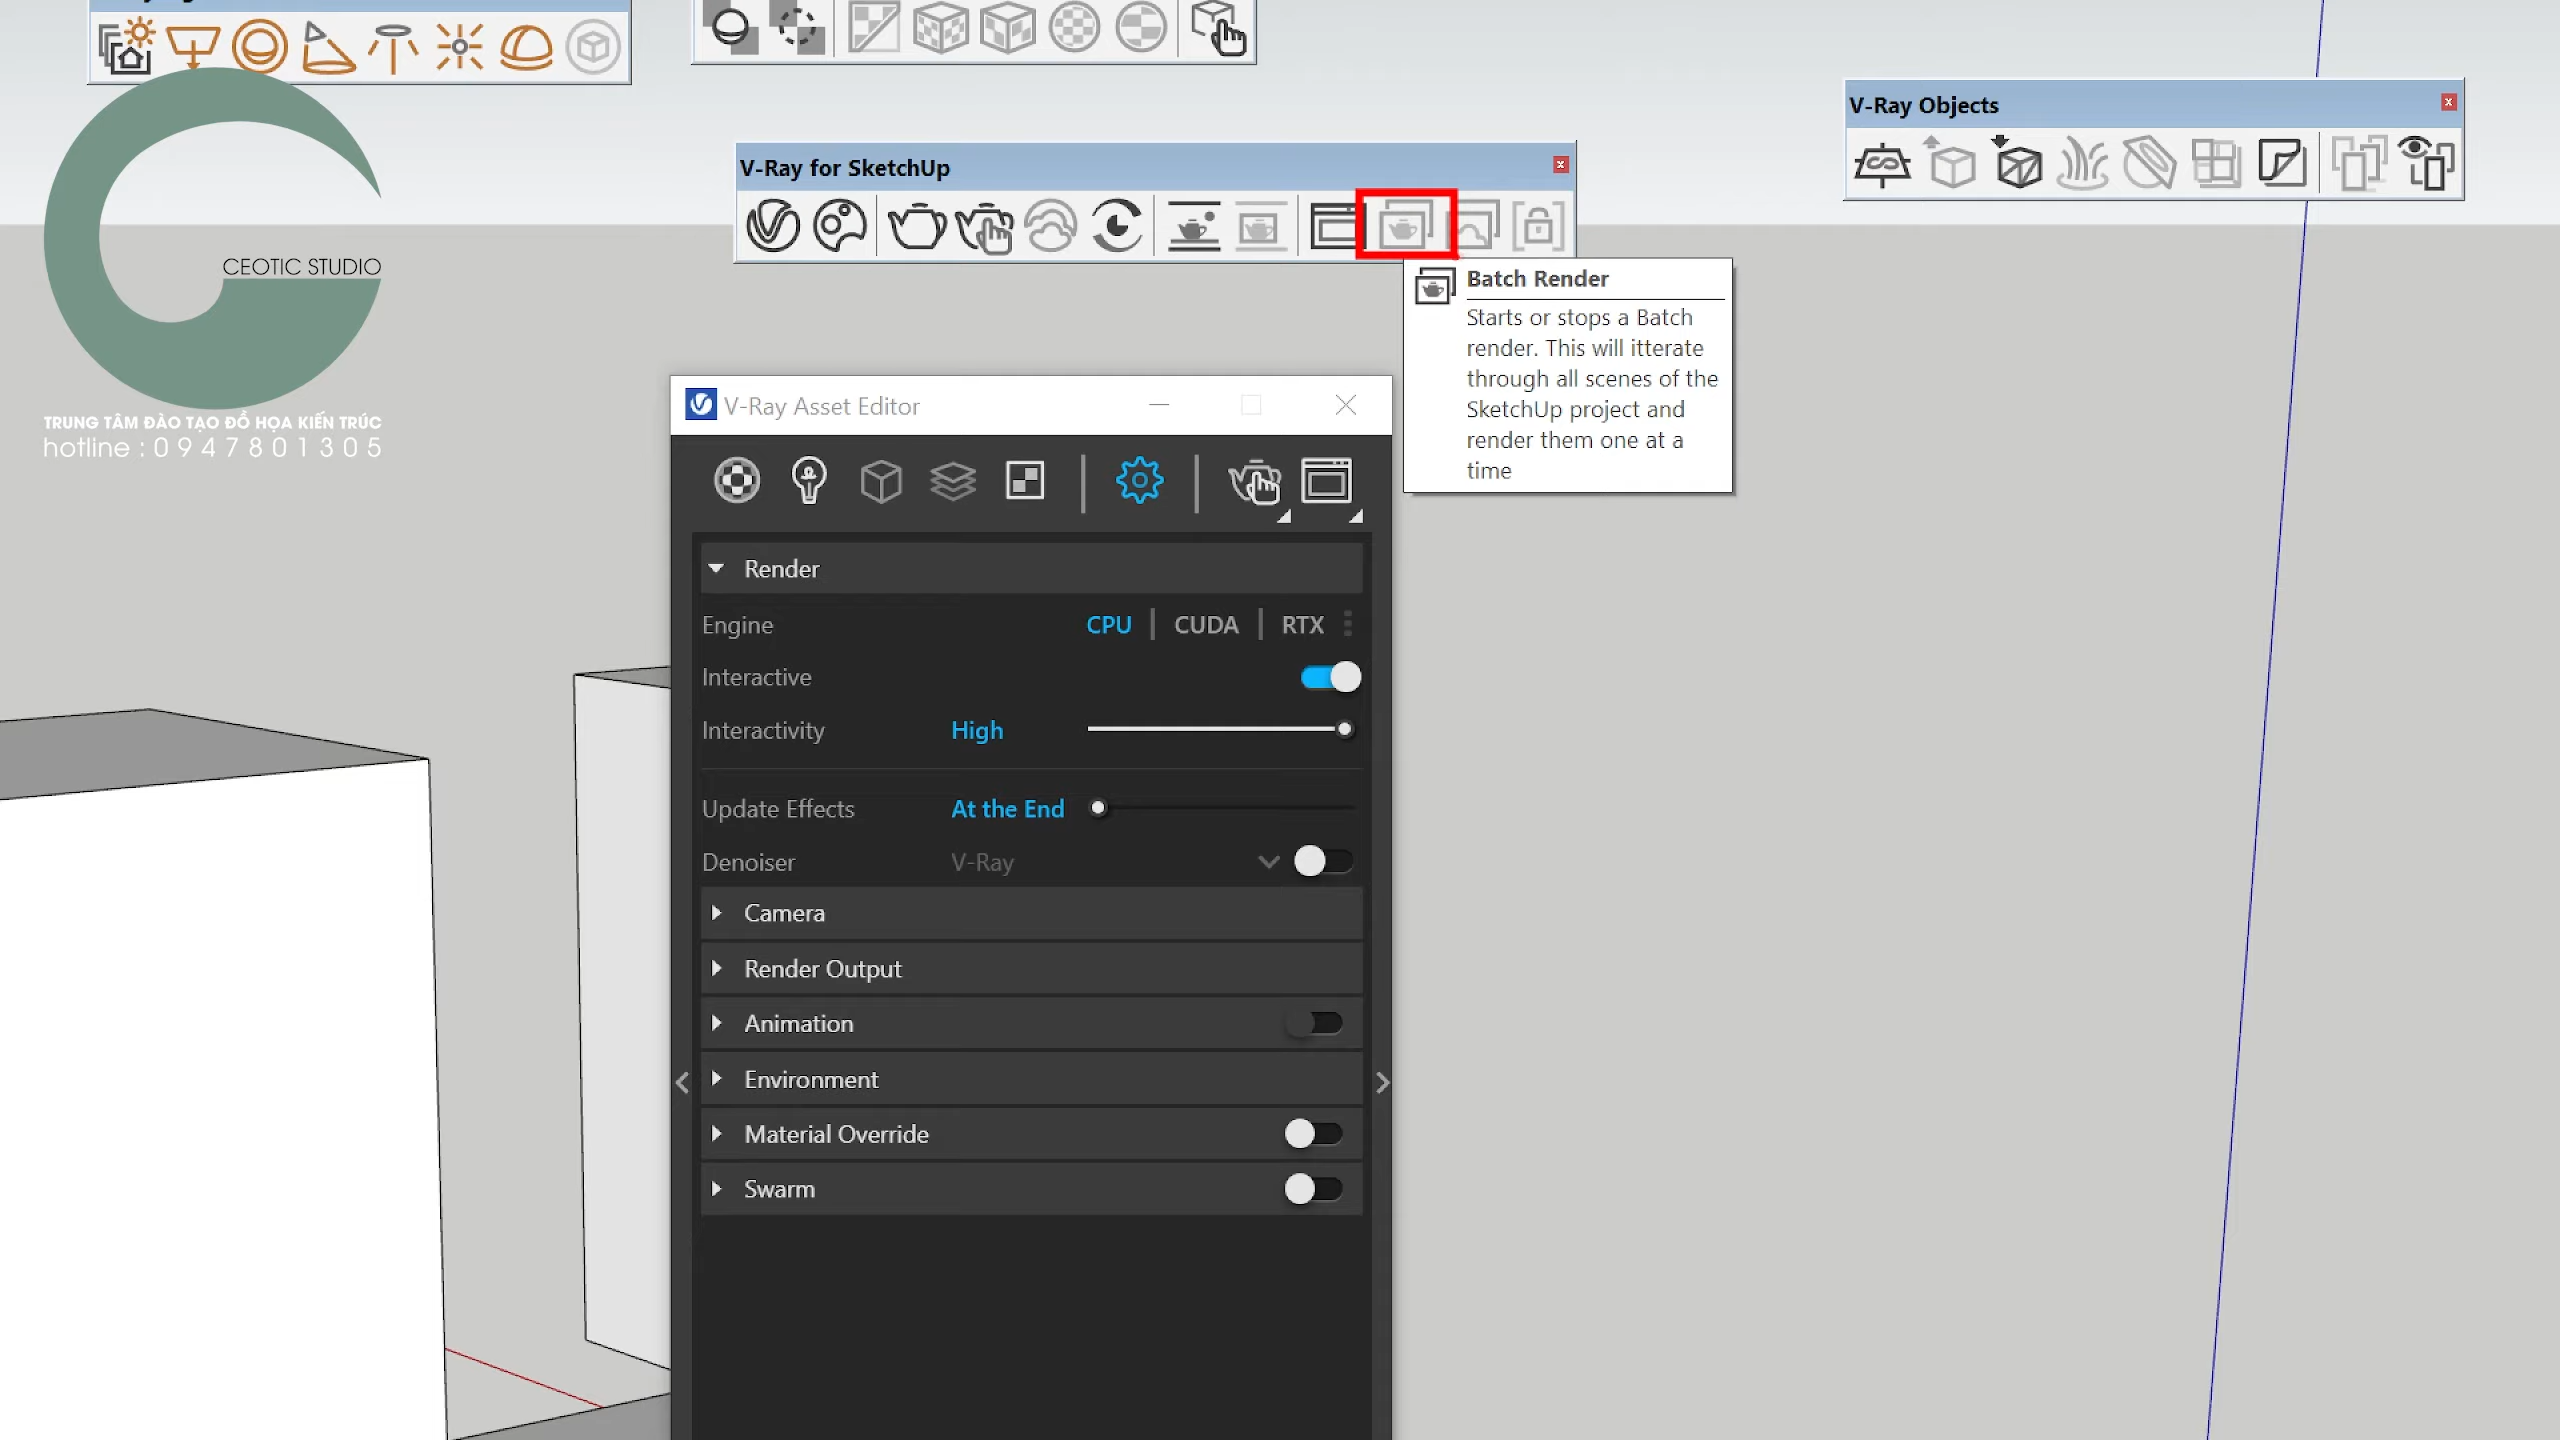 V-Ray Objects
V-Ray for SketchUp
CEOTIC STUDIO
TRUNG TÂM ĐÀO TẠO ĐỒ HỌA KIẾN TRÚC
hotline : 0 9 4 7 8 0 1 3 0 5
Batch Render
Starts or stops a Batch
render. This will itterate
through all scenes of the
SketchUp project and
render them one at a
time
V-Ray Asset Editor
Render
Engine CPU | CUDA | RTX
Interactive
Interactivity High
Update Effects At the End
Denoiser V-Ray
Camera
Render Output
Animation
Environment
Material Override
Swarm